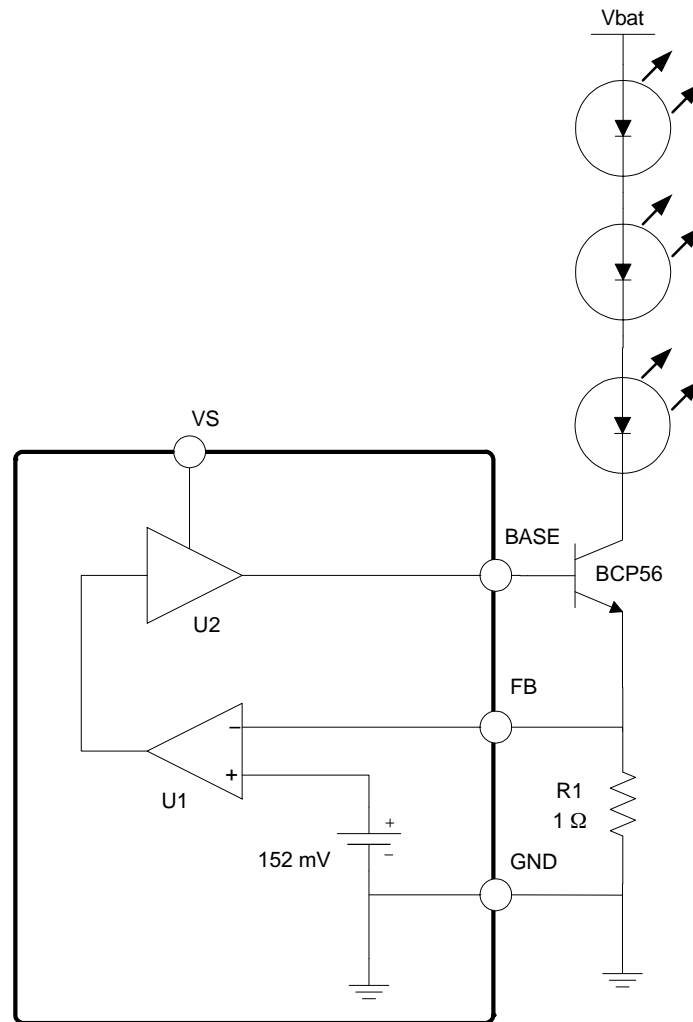 Vbat
VS
BASE
BCP56
U2
FB
U1
R1
1 Ω
+
−
152 mV
GND
−
+